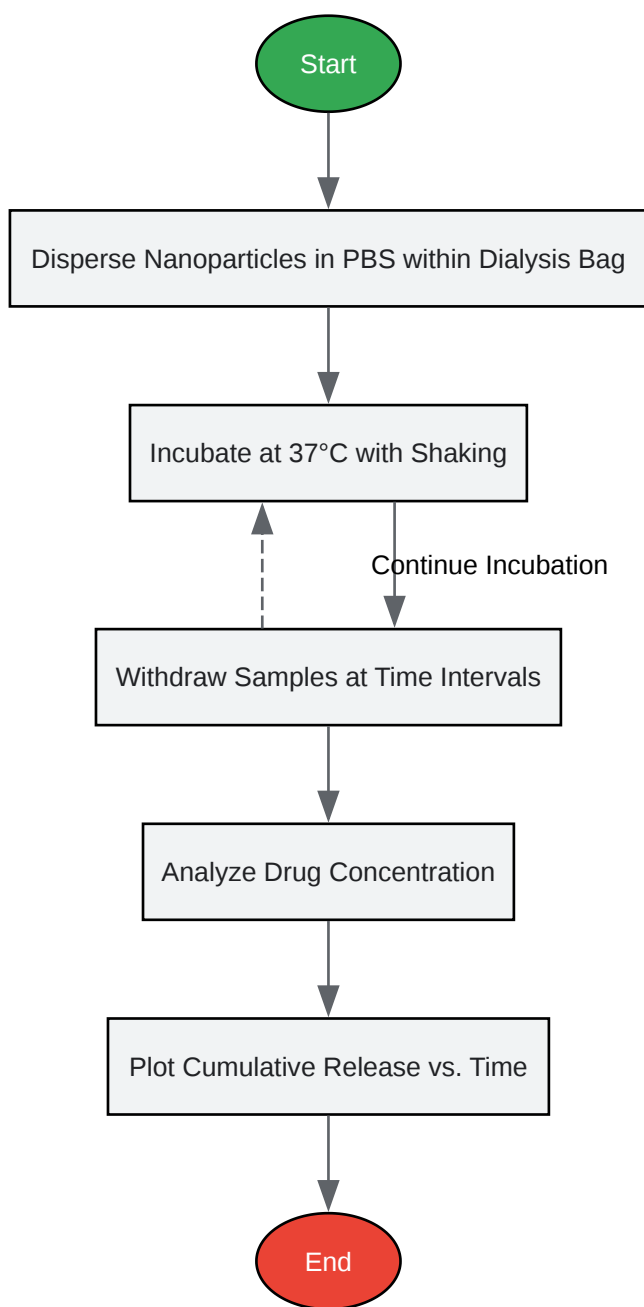 Start
Disperse Nanoparticles in PBS within Dialysis Bag
Incubate at 37°C with Shaking
Continue Incubation
Withdraw Samples at Time Intervals
Analyze Drug Concentration
Plot Cumulative Release vs. Time
End